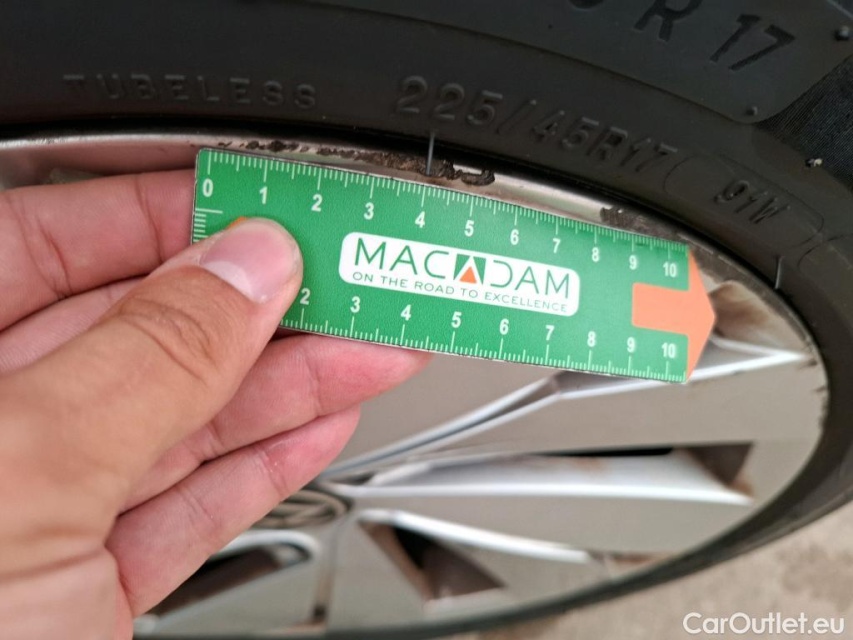 R 17
TUBELESS 225/45R17 91W
0 1 2 3 4 5 6 7 8 9 10
MACADAM
ON THE ROAD TO EXCELLENCE
2 3 4 5 6 7 8 9 10
CarOutlet.eu